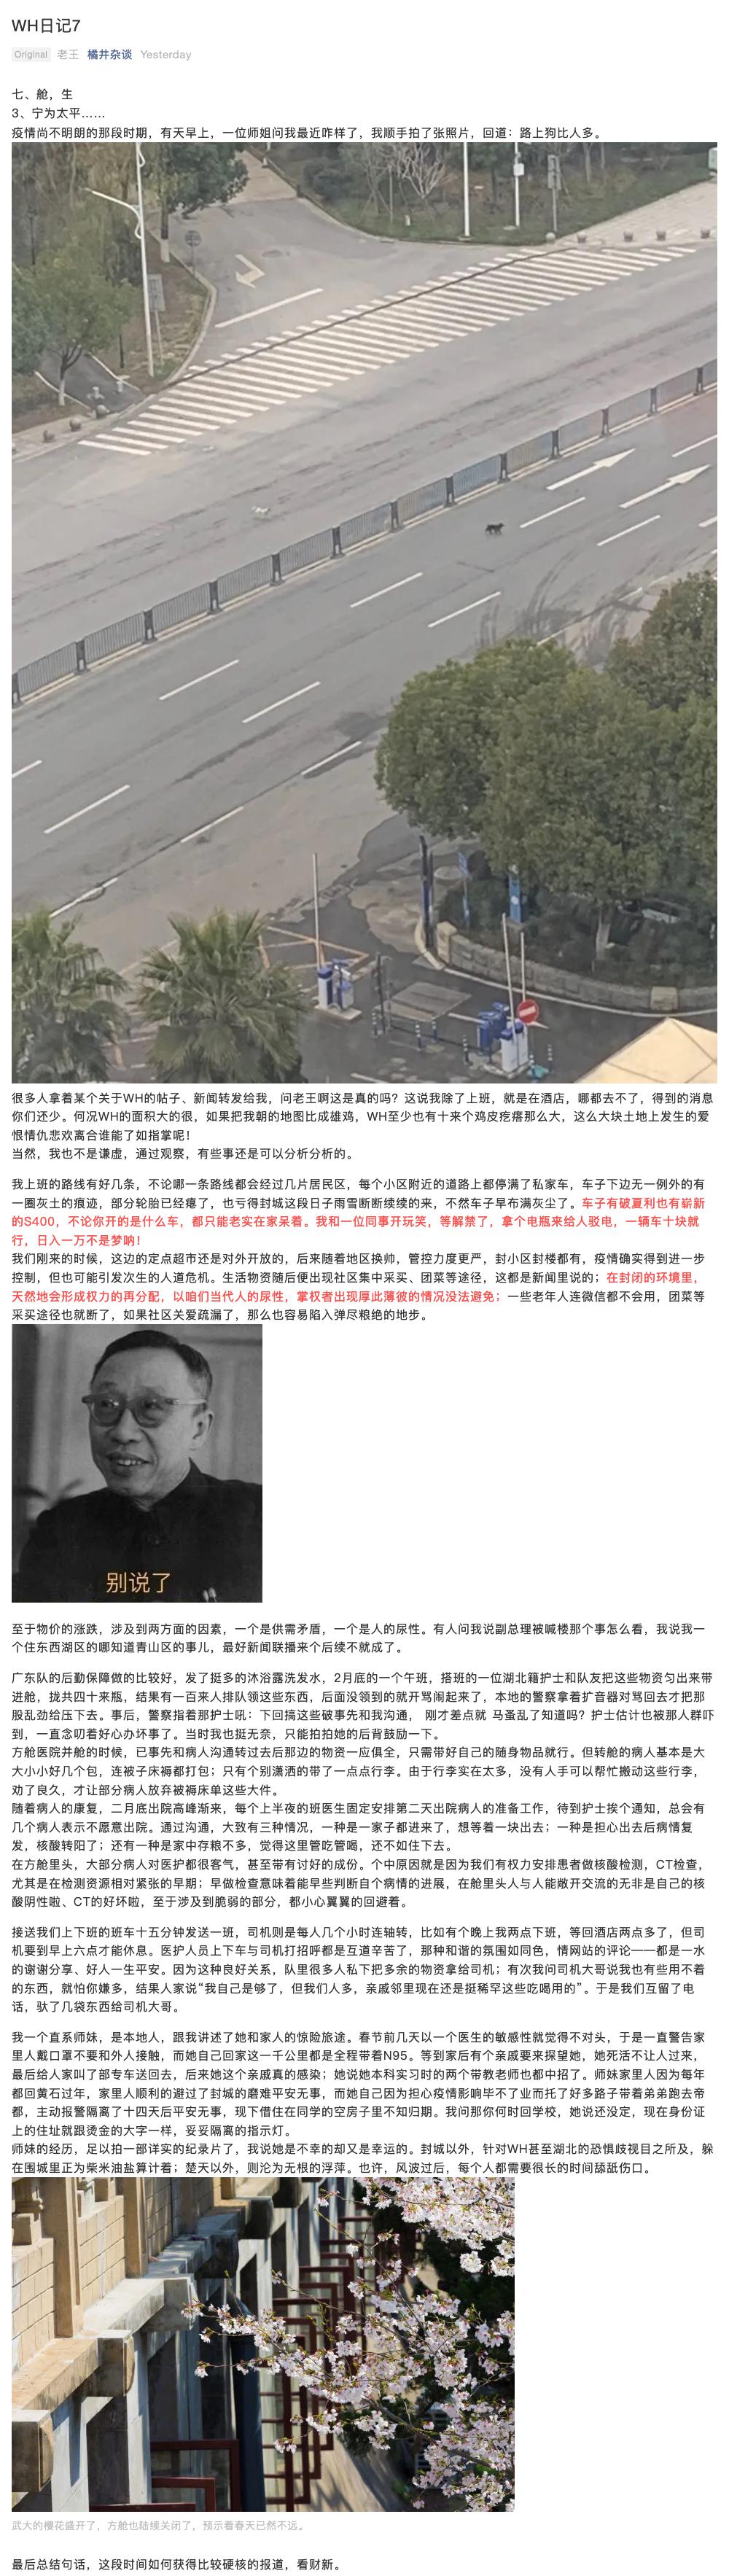 WH日记7
Original 老王 橘井杂谈 Yesterday
七、舱，生
3、宁为太平……
疫情尚不明朗的那段时期，有天早上，一位师姐问我最近咋样了，我顺手拍了张照片，回道：路上狗比人多。
很多人拿着某个关于WH的帖子、新闻转发给我，问老王啊这是真的吗？这说我除了上班，就是在酒店，哪都去不了，得到的消息
你们还少。何况WH的面积大的很，如果把我朝的地图比成雄鸡，WH至少也有十来个鸡皮疙瘩那么大，这么大块土地上发生的爱
恨情仇悲欢离合谁能了如指掌呢！
当然，我也不是谦虚，通过观察，有些事还是可以分析分析的。
我上班的路线有好几条，不论哪一条路线都会经过几片居民区，每个小区附近的道路上都停满了私家车，车子下边无一例外的有
一圈灰土的痕迹，部分轮胎已经瘪了，也亏得封城这段日子雨雪断断续续的来，不然车子早布满灰尘了。车子有破夏利也有崭新
的S400，不论你开的是什么车，都只能老实在家呆着。我和一位同事开玩笑，等解禁了，拿个电瓶来给人驳电，一辆车十块就
行，日入一万不是梦呐！
我们刚来的时候，这边的定点超市还是对外开放的，后来随着地区换帅，管控力度更严，封小区封楼都有，疫情确实得到进一步
控制，但也可能引发次生的人道危机。生活物资随后便出现社区集中采买、团菜等途径，这都是新闻里说的；在封闭的环境里，
天然地会形成权力的再分配，以咱们当代人的尿性，掌权者出现厚此薄彼的情况没法避免；一些老年人连微信都不会用，团菜等
采买途径也就断了，如果社区关爱疏漏了，那么也容易陷入弹尽粮绝的地步。
别说了
至于物价的涨跌，涉及到两方面的因素，一个是供需矛盾，一个是人的尿性。有人问我说副总理被喊楼那个事怎么看，我说我一
个住东西湖区的哪知道青山区的事儿，最好新闻联播来个后续不就成了。
广东队的后勤保障做的比较好，发了挺多的沐浴露洗发水，2月底的一个午班，搭班的一位湖北籍护士和队友把这些物资匀出来带
进舱，拢共四十来瓶，结果有一百来人排队领这些东西，后面没领到的就开骂闹起来了，本地的警察拿着扩音器对骂回去才把那
股乱劲给压下去。事后，警察指着那护士吼：下回搞这些破事先和我沟通， 刚才差点就 马蚤乱了知道吗？护士估计也被那人群吓
到，一直念叨着好心办坏事了。当时我也挺无奈，只能拍拍她的后背鼓励一下。
方舱医院并舱的时候，已事先和病人沟通转过去后那边的物资一应俱全，只需带好自己的随身物品就行。但转舱的病人基本是大
大小小好几个包，连被子床褥都打包；只有个别潇洒的带了一点点行李。由于行李实在太多，没有人手可以帮忙搬动这些行李，
劝了良久，才让部分病人放弃被褥床单这些大件。
随着病人的康复，二月底出院高峰渐来，每个上半夜的班医生固定安排第二天出院病人的准备工作，待到护士挨个通知，总会有
几个病人表示不愿意出院。通过沟通，大致有三种情况，一种是一家子都进来了，想等着一块出去；一种是担心出去后病情复
发，核酸转阳了；还有一种是家中存粮不多，觉得这里管吃管喝，还不如住下去。
在方舱里头，大部分病人对医护都很客气，甚至带有讨好的成份。个中原因就是因为我们有权力安排患者做核酸检测，CT检查，
尤其是在检测资源相对紧张的早期；早做检查意味着能早些判断自个病情的进展，在舱里头人与人能敞开交流的无非是自己的核
酸阴性啦、CT的好坏啦，至于涉及到脆弱的部分，都小心翼翼的回避着。
接送我们上下班的班车十五分钟发送一班，司机则是每人几个小时连轴转，比如有个晚上我两点下班，等回酒店两点多了，但司
机要到早上六点才能休息。医护人员上下车与司机打招呼都是互道辛苦了，那种和谐的氛围如同色，情网站的评论——都是一水
的谢谢分享、好人一生平安。因为这种良好关系，队里很多人私下把多余的物资拿给司机；有次我问司机大哥说我也有些用不着
的东西，就怕你嫌多，结果人家说“我自己是够了，但我们人多，亲戚邻里现在还是挺稀罕这些吃喝用的”。于是我们互留了电
话，驮了几袋东西给司机大哥。
我一个直系师妹，是本地人，跟我讲述了她和家人的惊险旅途。春节前几天以一个医生的敏感性就觉得不对头，于是一直警告家
里人戴口罩不要和外人接触，而她自己回家这一千公里都是全程带着N95。等到家后有个亲戚要来探望她，她死活不让人过来，
最后给人家叫了部专车送回去，后来她这个亲戚真的感染；她说她本科实习时的两个带教老师也都中招了。师妹家里人因为每年
都回黄石过年，家里人顺利的避过了封城的磨难平安无事，而她自己因为担心疫情影响毕不了业而托了好多路子带着弟弟跑去帝
都，主动报警隔离了十四天后平安无事，现下借住在同学的空房子里不知归期。我问那你何时回学校，她说还没定，现在身份证
上的住址就跟烫金的大字一样，妥妥隔离的指示灯。
师妹的经历，足以拍一部详实的纪录片了，我说她是不幸的却又是幸运的。封城以外，针对WH甚至湖北的恐惧歧视目之所及，躲
在围城里正为柴米油盐算计着；楚天以外，则沦为无根的浮萍。也许，风波过后，每个人都需要很长的时间舔舐伤口。
武大的樱花盛开了，方舱也陆续关闭了，预示着春天已然不远。
最后总结句话，这段时间如何获得比较硬核的报道，看财新。